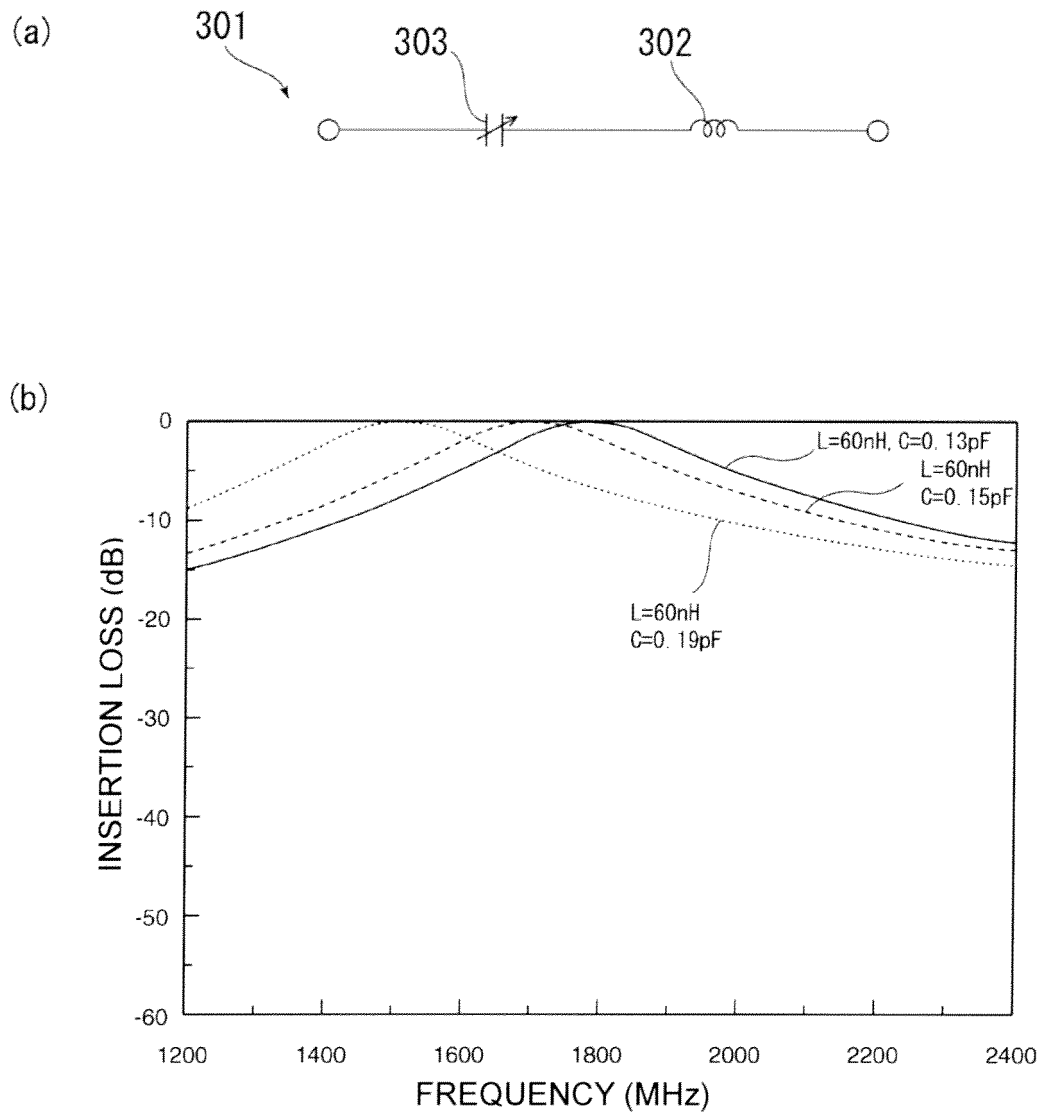 (a)
301
303
302
(b)
0
-10
-20
-30
-40
-50
-60
INSERTION LOSS (dB)
L=60nH, C=0.13pF
L=60nH
C=0.15pF
L=60nH
C=0.19pF
1200 1400 1600 1800 2000 2200 2400
FREQUENCY (MHz)